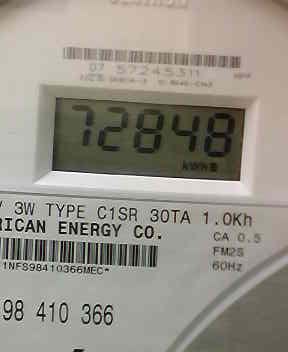 07 57245311
72848
kWh
V 3W TYPE C1SR 30TA 1.0Kh
RICAN ENERGY CO.
CA 0.5
FM2S
60Hz
1NFS98410366MEC*
98 410 366